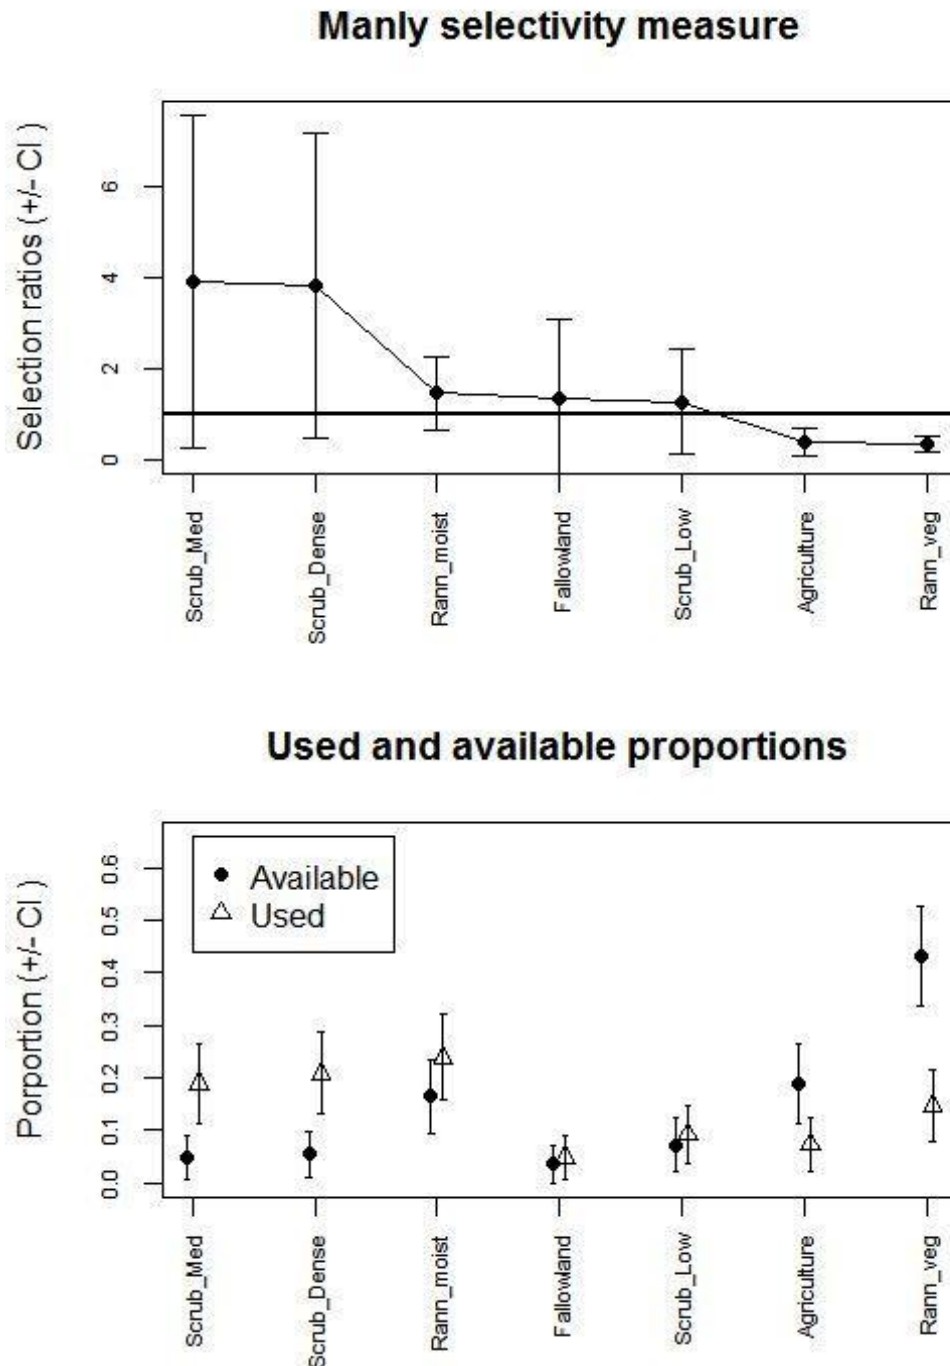 Manly selectivity measure
Selection ratios (+/- CI )
6
4
2
0
Scrub_Med
Scrub_Dense
Rann_moist
Fallowland
Scrub_Low
Agriculture
Rann_veg
Used and available proportions
Porportion (+/- CI )
0.6
0.5
0.4
0.3
0.2
0.1
0.0
Available
Used
Scrub_Med
Scrub_Dense
Rann_moist
Fallowland
Scrub_Low
Agriculture
Rann_veg